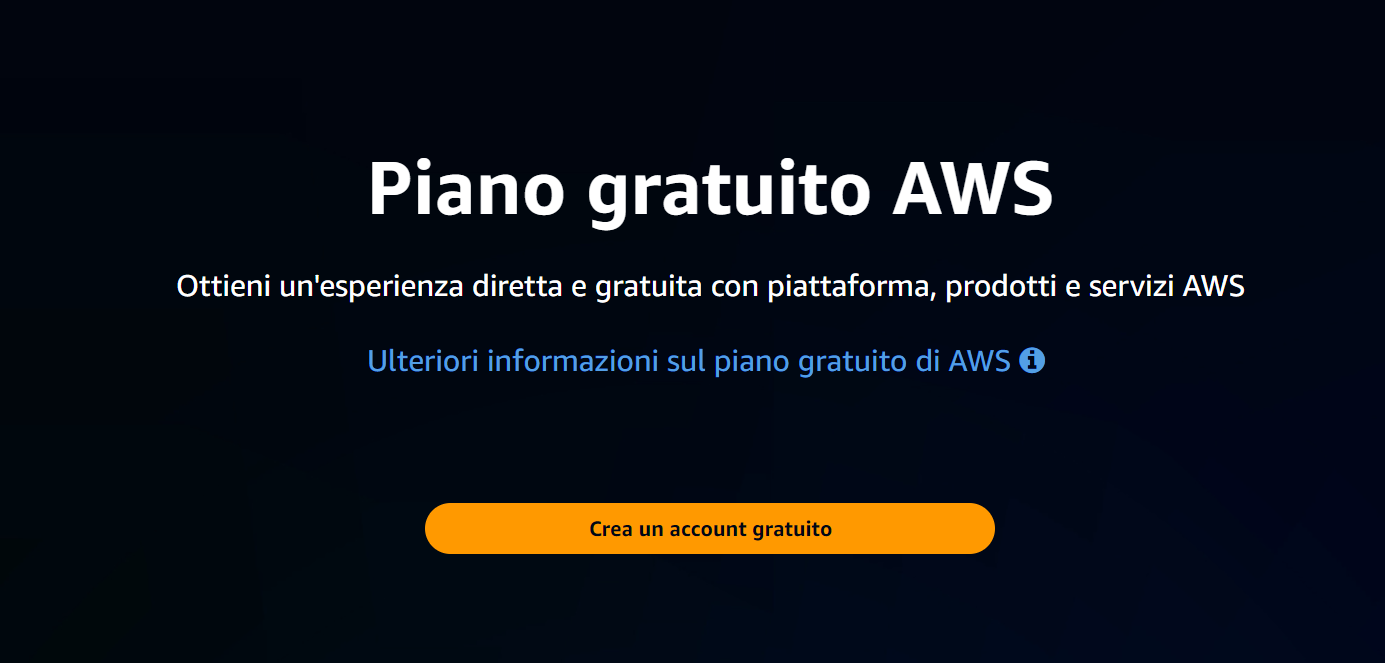 Piano gratuito AWS
Ottieni un'esperienza diretta e gratuita con piattaforma, prodotti e servizi AWS
Ulteriori informazioni sul piano gratuito di AWS
Crea un account gratuito